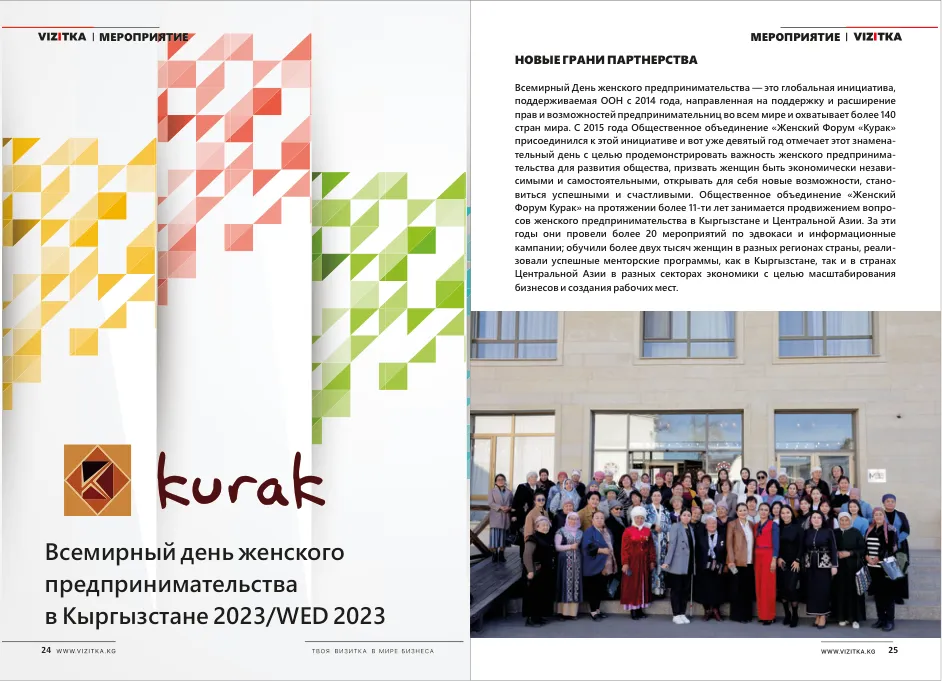 VIZITKA | МЕРОПРИЯТИЕ
kurak
Всемирный день женского
предпринимательства
в Кыргызстане 2023/WED 2023
24 WWW.VIZITKA.KG
ТВОЯ ВИЗИТКА В МИРЕ БИЗНЕСА
МЕРОПРИЯТИЕ | VIZITKA
НОВЫЕ ГРАНИ ПАРТНЕРСТВА
Всемирный День женского предпринимательства — это глобальная инициатива,
поддерживаемая ООН с 2014 года, направленная на поддержку и расширение
прав и возможностей предпринимательниц во всем мире и охватывает более 140
стран мира. С 2015 года Общественное объединение «Женский Форум «Курак»
присоединился к этой инициативе и вот уже девятый год отмечает этот знамена-
тельный день с целью продемонстрировать важность женского предпринима-
тельства для развития общества, призвать женщин быть экономически незави-
симыми и самостоятельными, открывать для себя новые возможности, стано-
виться успешными и счастливыми. Общественное объединение «Женский
Форум Курак» на протяжении более 11-ти лет занимается продвижением вопро-
сов женского предпринимательства в Кыргызстане и Центральной Азии. За эти
годы они провели более 20 мероприятий по эдвокаси и информационные
кампании; обучили более двух тысяч женщин в разных регионах страны, реали-
зовали успешные менторские программы, как в Кыргызстане, так и в странах
Центральной Азии в разных секторах экономики с целью масштабирования
бизнесов и создания рабочих мест.
WWW.VIZITKA.KG 25